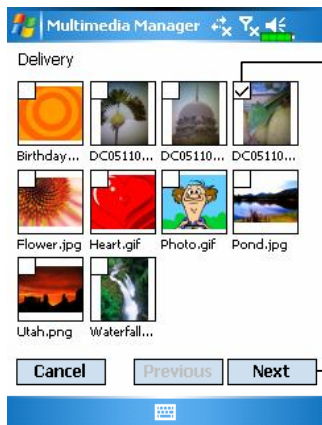 Multimedia Manager
Delivery
Birthday... DC05110... DC05110... DC05110...
Flower.jpg Heart.gif Photo.gif Pond.jpg
Utah.png Waterfall...
Cancel Previous Next